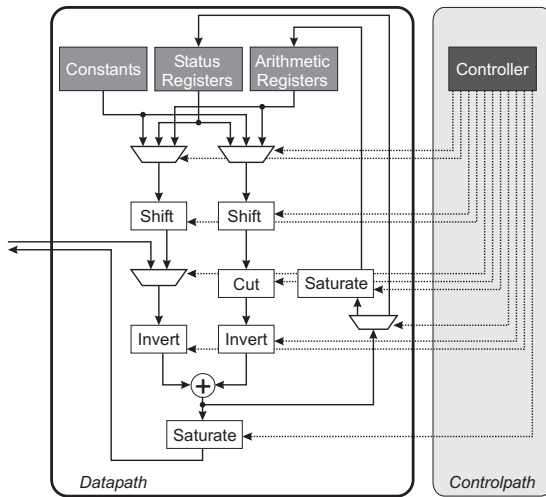 Constants
Status
Registers
Arithmetic
Registers
Controller
Shift
Shift
Cut
Saturate
Invert
Invert
+
Saturate
Datapath
Controlpath